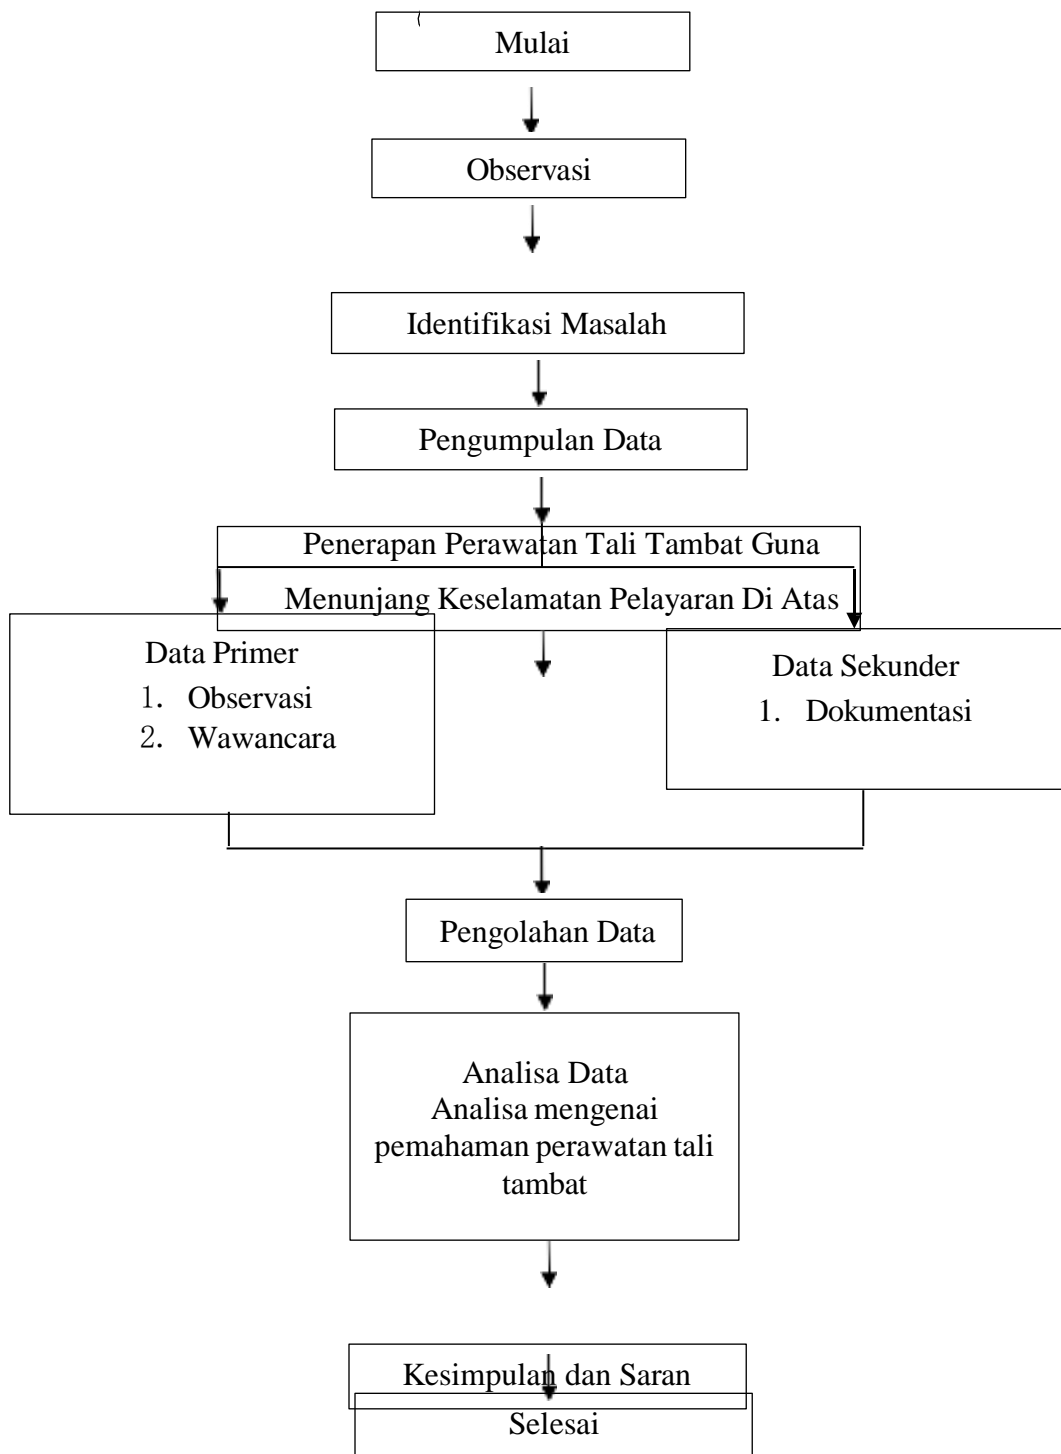 Mulai
Observasi
Identifikasi Masalah
Pengumpulan Data
Penerapan Perawatan Tali Tambat Guna
Menunjang Keselamatan Pelayaran Di Atas
Data Primer
1. Observasi
2. Wawancara
Data Sekunder
1. Dokumentasi
Pengolahan Data
Analisa Data
Analisa mengenai
pemahaman perawatan tali
tambat
Kesimpulan dan Saran
Selesai